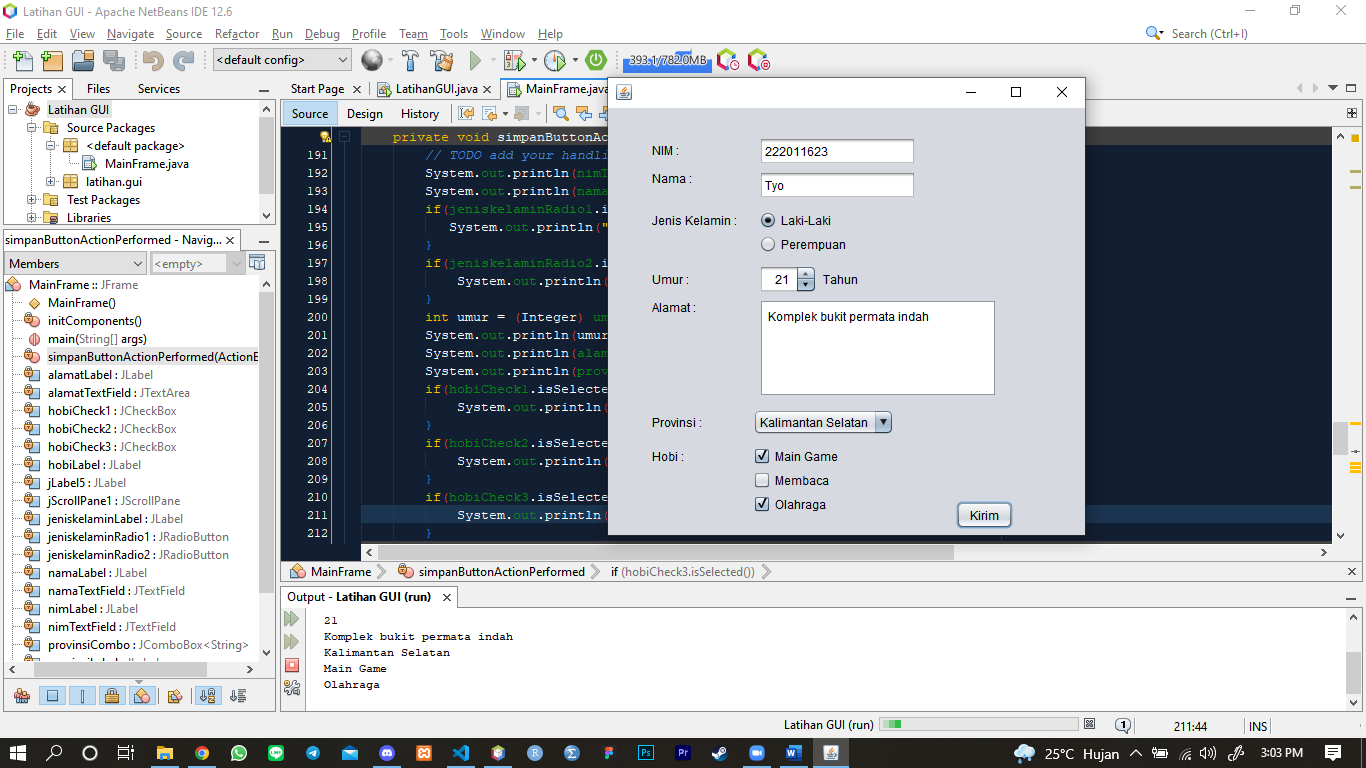 Latihan GUI - Apache NetBeans IDE 12.6
File Edit View Navigate Source Refactor Run Debug Profile Team Tools Window Help
Search (Ctrl+I)
<default config>
393.1/782.0MB
Projects Files Services
Latihan GUI
Source Packages
<default package>
MainFrame.java
latihan.gui
Test Packages
Libraries
simpanButtonActionPerformed - Navig...
Members
<empty>
MainFrame :: JFrame
MainFrame()
initComponents()
main(String[] args)
simpanButtonActionPerformed(ActionE
alamatLabel : JLabel
alamatTextField : JTextArea
hobiCheck1 : JCheckBox
hobiCheck2 : JCheckBox
hobiCheck3 : JCheckBox
hobiLabel : JLabel
jLabel5 : JLabel
jScrollPane1 : JScrollPane
jeniskelaminLabel : JLabel
jeniskelaminRadio1 : JRadioButton
jeniskelaminRadio2 : JRadioButton
namaLabel : JLabel
namaTextField : JTextField
nimLabel : JLabel
nimTextField : JTextField
provinsiCombo : JComboBox<String>
Start Page LatihanGUI.java MainFrame.java
Source Design History
private void simpanButtonAc
191 // TODO add your handli
192 System.out.println(nimT
193 System.out.println(nama
194 if(jeniskelaminRadio1.i
195 System.out.println("
196 }
197 if(jeniskelaminRadio2.i
198 System.out.println(
199 }
200 int umur = (Integer) um
201 System.out.println(umur
202 System.out.println(alam
203 System.out.println(prov
204 if(hobiCheck1.isSelecte
205 System.out.println(
206 }
207 if(hobiCheck2.isSelecte
208 System.out.println(
209 }
210 if(hobiCheck3.isSelecte
211 System.out.println(
212 }
NIM : 222011623
Nama : Tyo
Jenis Kelamin : Laki-Laki
Perempuan
Umur : 21 Tahun
Alamat : Komplek bukit permata indah
Provinsi : Kalimantan Selatan
Hobi : Main Game
Membaca
Olahraga
Kirim
MainFrame simpanButtonActionPerformed if (hobiCheck3.isSelected())
Output - Latihan GUI (run)
21
Komplek bukit permata indah
Kalimantan Selatan
Main Game
Olahraga
Latihan GUI (run)
1
211:44
INS
25°C Hujan
3:03 PM